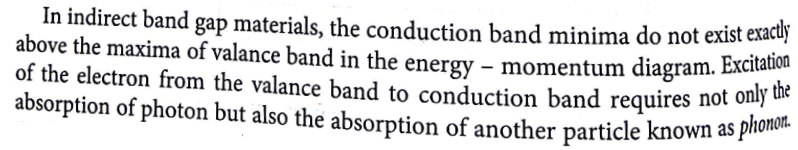 In indirect band gap materials, the conduction band minima do not exist exactly
above the maxima of valance band in the energy – momentum diagram. Excitation
of the electron from the valance band to conduction band requires not only the
absorption of photon but also the absorption of another particle known as phonon.